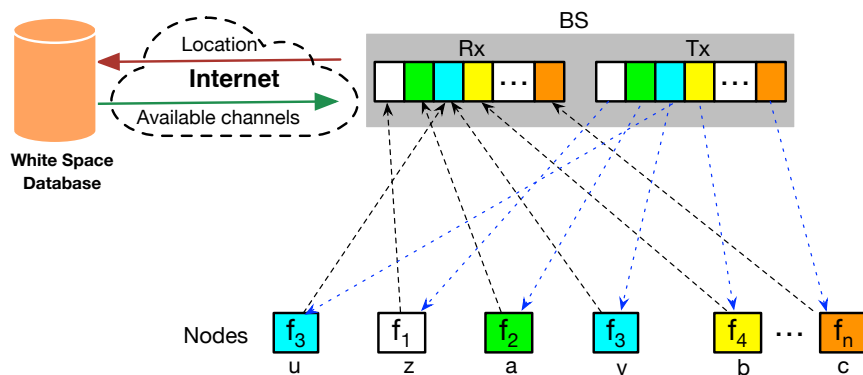 BS
Location
Rx
Tx
Internet
...
...
Available channels
White Space
Database
Nodes
f3
f1
f2
f3
f4
...
fn
u
z
a
v
b
c